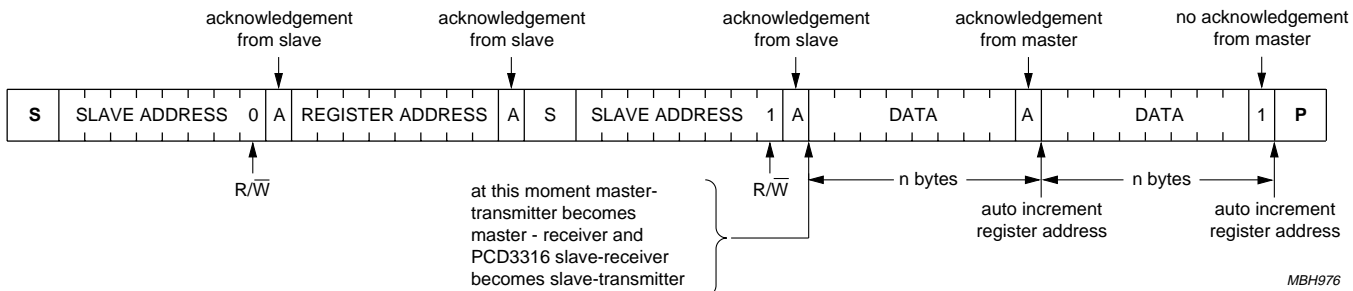 acknowledgement
from slave
acknowledgement
from slave
acknowledgement
from slave
acknowledgement
from master
no acknowledgement
from master
S SLAVE ADDRESS 0 A REGISTER ADDRESS A S SLAVE ADDRESS 1 A DATA A DATA 1 P
R/W̅
R/W̅
at this moment master-
transmitter becomes
master - receiver and
PCD3316 slave-receiver
becomes slave-transmitter
n bytes
n bytes
auto increment
register address
auto increment
register address
MBH976